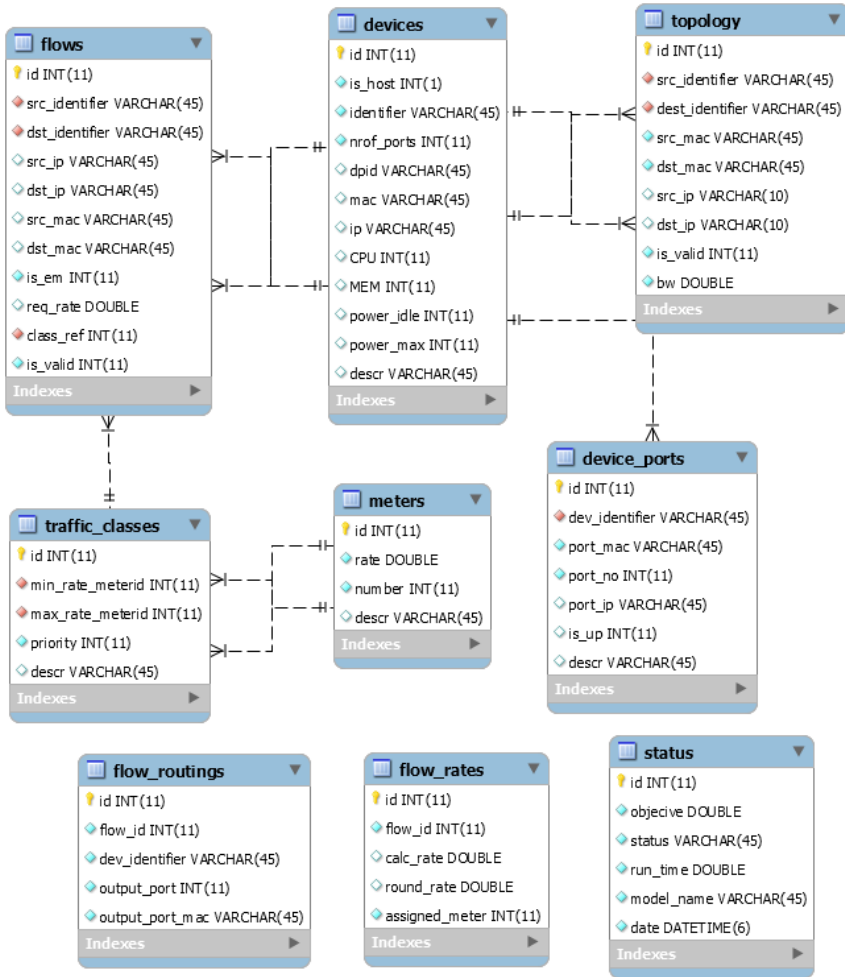 flows
id INT(11)
src_identifier VARCHAR(45)
dst_identifier VARCHAR(45)
src_ip VARCHAR(45)
dst_ip VARCHAR(45)
src_mac VARCHAR(45)
dst_mac VARCHAR(45)
is_em INT(11)
req_rate DOUBLE
class_ref INT(11)
is_valid INT(11)
Indexes
devices
id INT(11)
is_host INT(1)
identifier VARCHAR(45)
nrof_ports INT(11)
dpid VARCHAR(45)
mac VARCHAR(45)
ip VARCHAR(45)
CPU INT(11)
MEM INT(11)
power_idle INT(11)
power_max INT(11)
descr VARCHAR(45)
Indexes
topology
id INT(11)
src_identifier VARCHAR(45)
dest_identifier VARCHAR(45)
src_mac VARCHAR(45)
dst_mac VARCHAR(45)
src_ip VARCHAR(10)
dst_ip VARCHAR(10)
is_valid INT(11)
bw DOUBLE
Indexes
traffic_classes
id INT(11)
min_rate_meterid INT(11)
max_rate_meterid INT(11)
priority INT(11)
descr VARCHAR(45)
Indexes
meters
id INT(11)
rate DOUBLE
number INT(11)
descr VARCHAR(45)
Indexes
device_ports
id INT(11)
dev_identifier VARCHAR(45)
port_mac VARCHAR(45)
port_no INT(11)
port_ip VARCHAR(45)
is_up INT(11)
descr VARCHAR(45)
Indexes
flow_routings
id INT(11)
flow_id INT(11)
dev_identifier VARCHAR(45)
output_port INT(11)
output_port_mac VARCHAR(45)
Indexes
flow_rates
id INT(11)
flow_id INT(11)
calc_rate DOUBLE
round_rate DOUBLE
assigned_meter INT(11)
Indexes
status
id INT(11)
objecive DOUBLE
status VARCHAR(45)
run_time DOUBLE
model_name VARCHAR(45)
date DATETIME(6)
Indexes